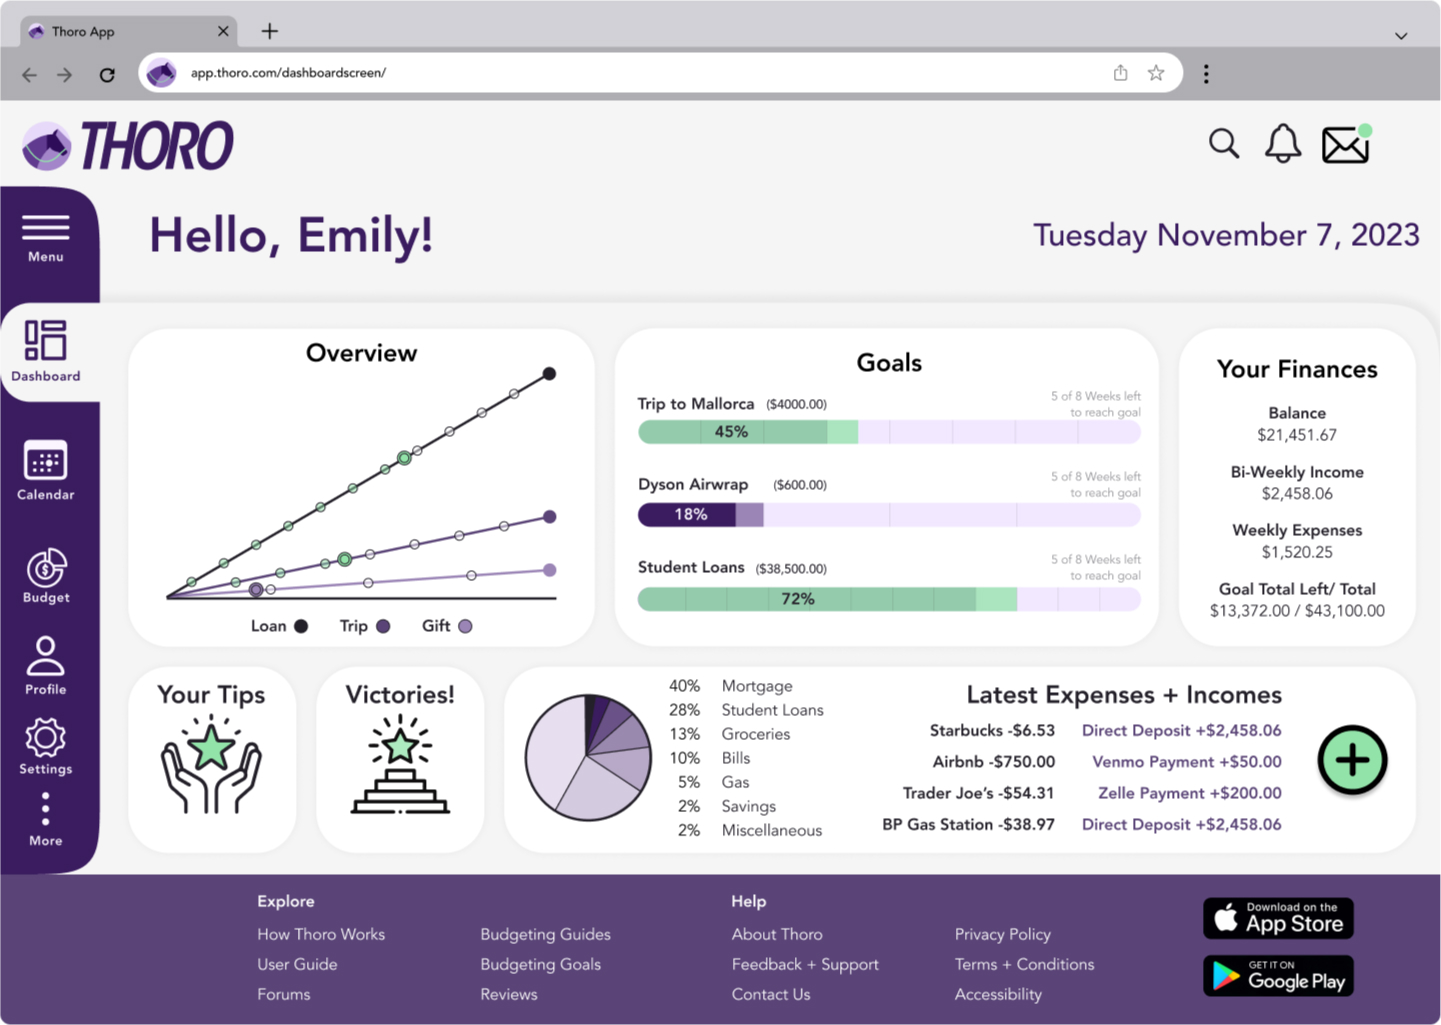 Thoro App
app.thoro.com/dashboardscreen/
THORO
Hello, Emily!
Tuesday November 7, 2023
Menu
Dashboard
Calendar
Budget
Profile
Settings
More
Overview
Loan
Trip
Gift
Goals
Trip to Mallorca ($4000.00)
5 of 8 Weeks left
to reach goal
45%
Dyson Airwrap ($600.00)
5 of 8 Weeks left
to reach goal
18%
Student Loans ($38,500.00)
5 of 8 Weeks left
to reach goal
72%
Your Finances
Balance
$21,451.67
Bi-Weekly Income
$2,458.06
Weekly Expenses
$1,520.25
Goal Total Left/ Total
$13,372.00 / $43,100.00
Your Tips
Victories!
40% Mortgage
28% Student Loans
13% Groceries
10% Bills
5% Gas
2% Savings
2% Miscellaneous
Latest Expenses + Incomes
Starbucks -$6.53 Direct Deposit +$2,458.06
Airbnb -$750.00 Venmo Payment +$50.00
Trader Joe's -$54.31 Zelle Payment +$200.00
BP Gas Station -$38.97 Direct Deposit +$2,458.06
Explore
How Thoro Works
User Guide
Forums
Budgeting Guides
Budgeting Goals
Reviews
Help
About Thoro
Feedback + Support
Contact Us
Privacy Policy
Terms + Conditions
Accessibility
Download on the
App Store
GET IT ON
Google Play